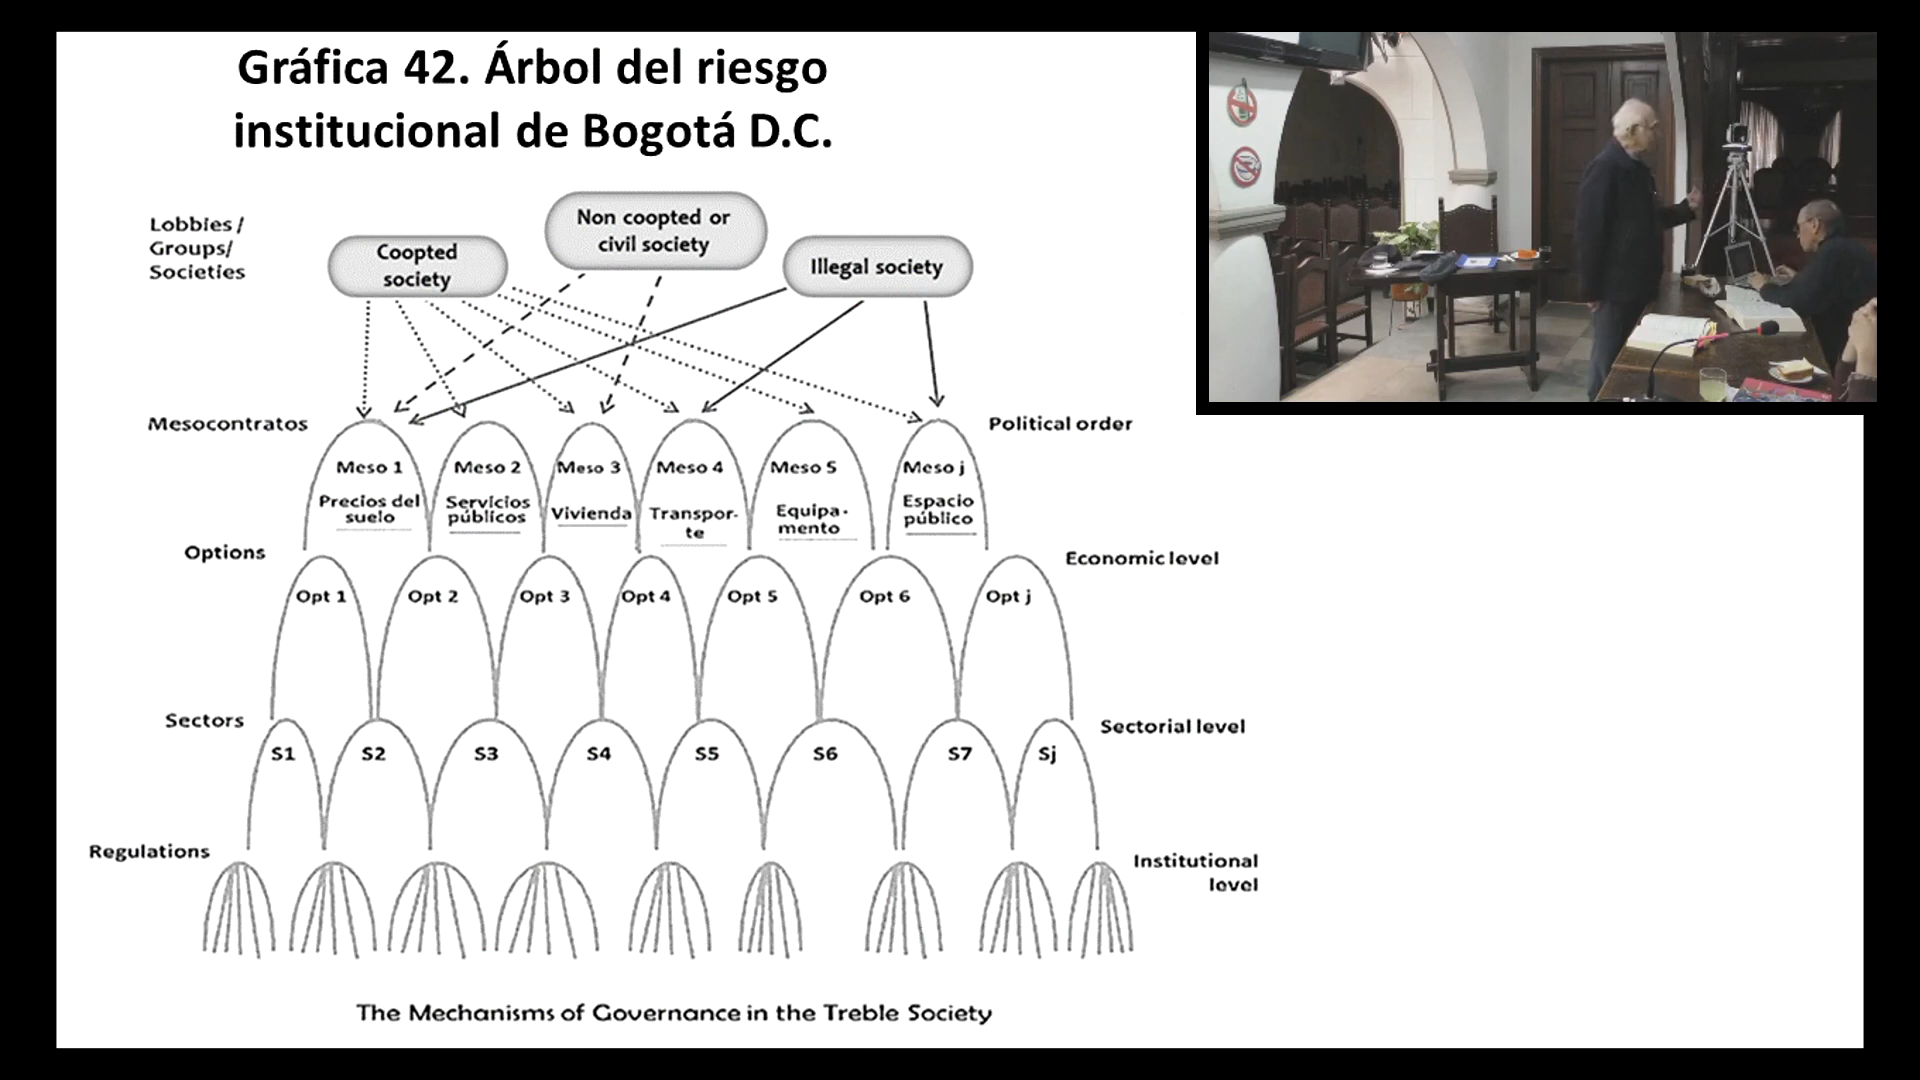 Gráfica 42. Árbol del riesgo
institucional de Bogotá D.C.
Lobbies /
Groups/
Societies
Coopted
society
Non coopted or
civil society
Illegal society
Mesocontratos
Political order
Meso 1
Precios del
suelo
Meso 2
Servicios
públicos
Meso 3
Vivienda
Meso 4
Transpor-
te
Meso 5
Equipa-
mento
Meso j
Espacio
público
Options
Economic level
Opt 1
Opt 2
Opt 3
Opt 4
Opt 5
Opt 6
Opt j
Sectors
Sectorial level
S1
S2
S3
S4
S5
S6
S7
Sj
Regulations
Institutional
level
The Mechanisms of Governance in the Treble Society